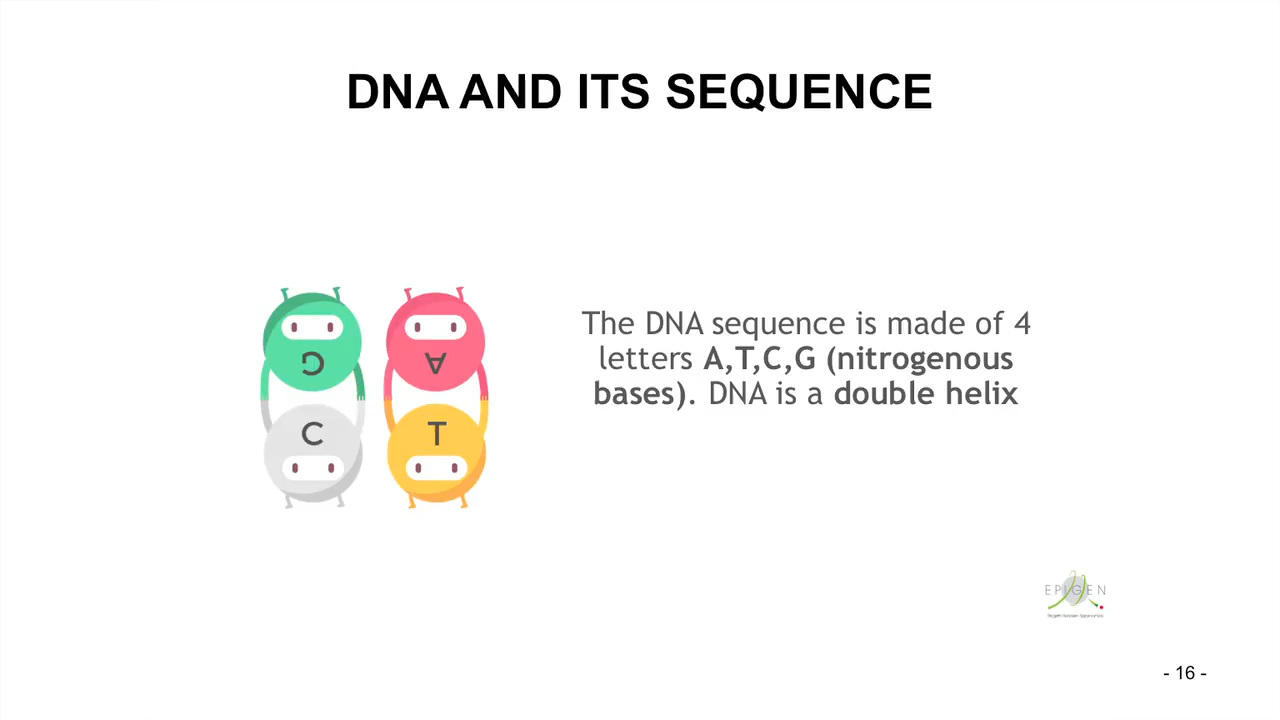 DNA AND ITS SEQUENCE
G A
C T
The DNA sequence is made of 4
letters A,T,C,G (nitrogenous
bases). DNA is a double helix
EPIGEN
- 16 -